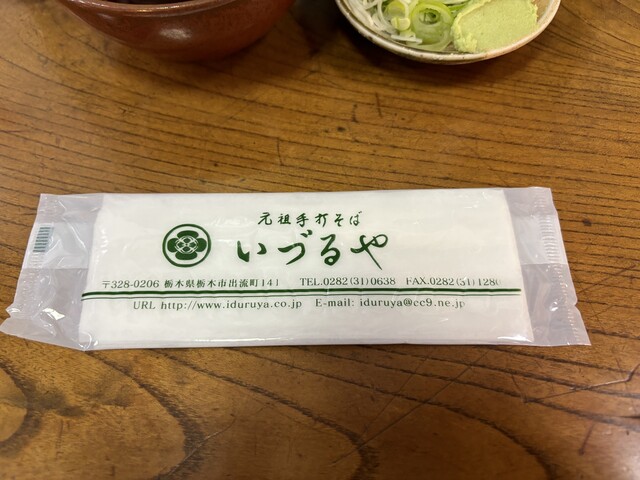 元祖手打そば
いづるや
〒328-0206 栃木県栃木市出流町141 TEL.0282(31)0638 FAX.0282(31)1280
URL http://www.iduruya.co.jp E-mail: iduruya@cc9.ne.jp